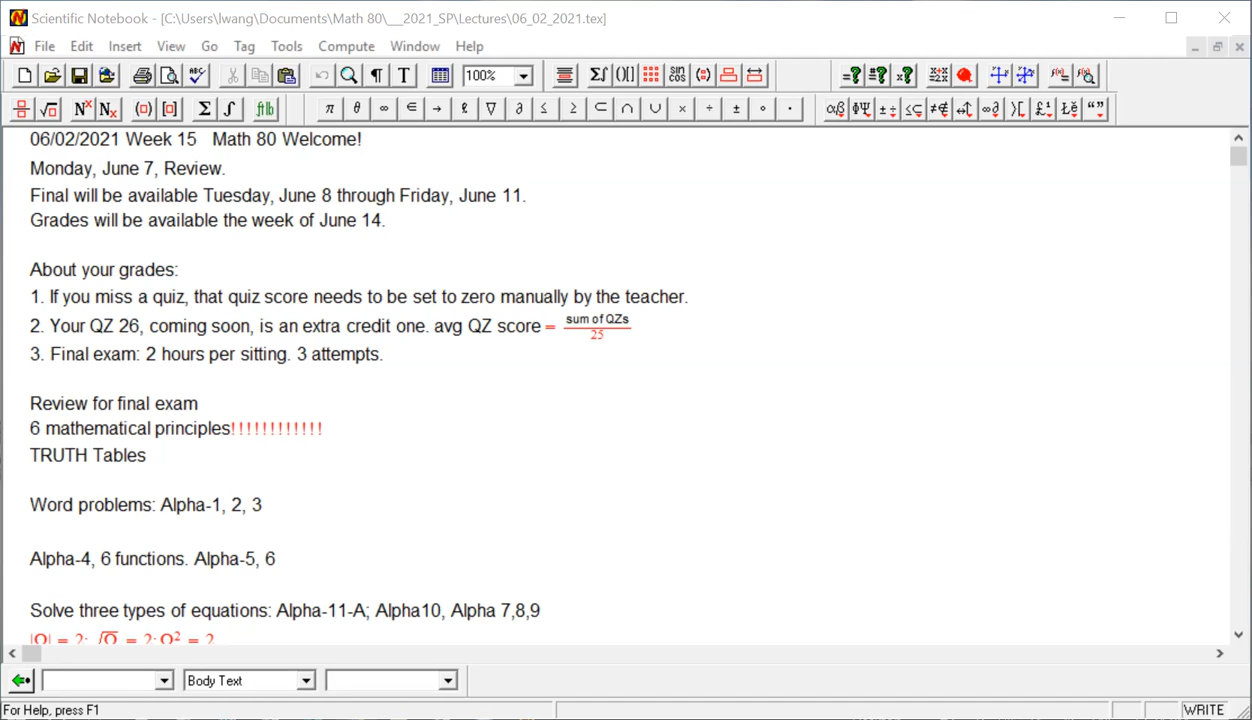 Scientific Notebook - [C:\Users\lwang\Documents\Math 80\__2021_SP\Lectures\06_02_2021.tex]
File Edit Insert View Go Tag Tools Compute Window Help
100%
06/02/2021 Week 15 Math 80 Welcome!
Monday, June 7, Review.
Final will be available Tuesday, June 8 through Friday, June 11.
Grades will be available the week of June 14.
About your grades:
1. If you miss a quiz, that quiz score needs to be set to zero manually by the teacher.
2. Your QZ 26, coming soon, is an extra credit one. avg QZ score = sum of QZs / 25
3. Final exam: 2 hours per sitting. 3 attempts.
Review for final exam
6 mathematical principles!!!!!!!!!!!!
TRUTH Tables
Word problems: Alpha-1, 2, 3
Alpha-4, 6 functions. Alpha-5, 6
Solve three types of equations: Alpha-11-A; Alpha10, Alpha 7,8,9
|O| = 2; √O = 2; O² = 2
Body Text
For Help, press F1
WRITE